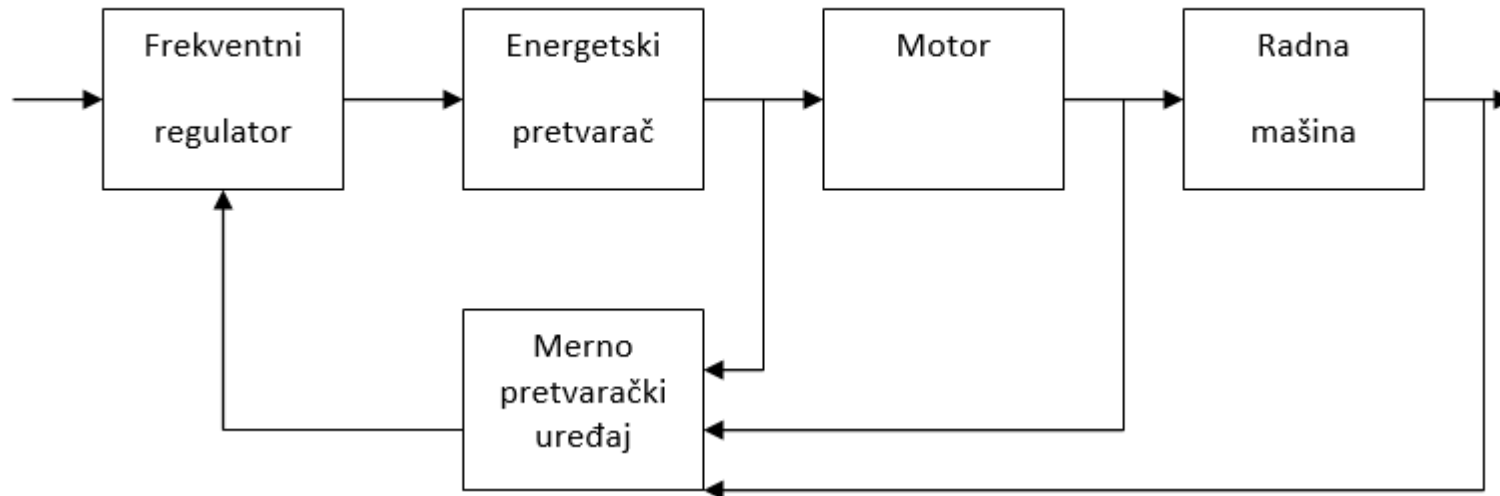 Frekventni
regulator
Energetski
pretvarač
Motor
Radna
mašina
Merno
pretvarački
uređaj